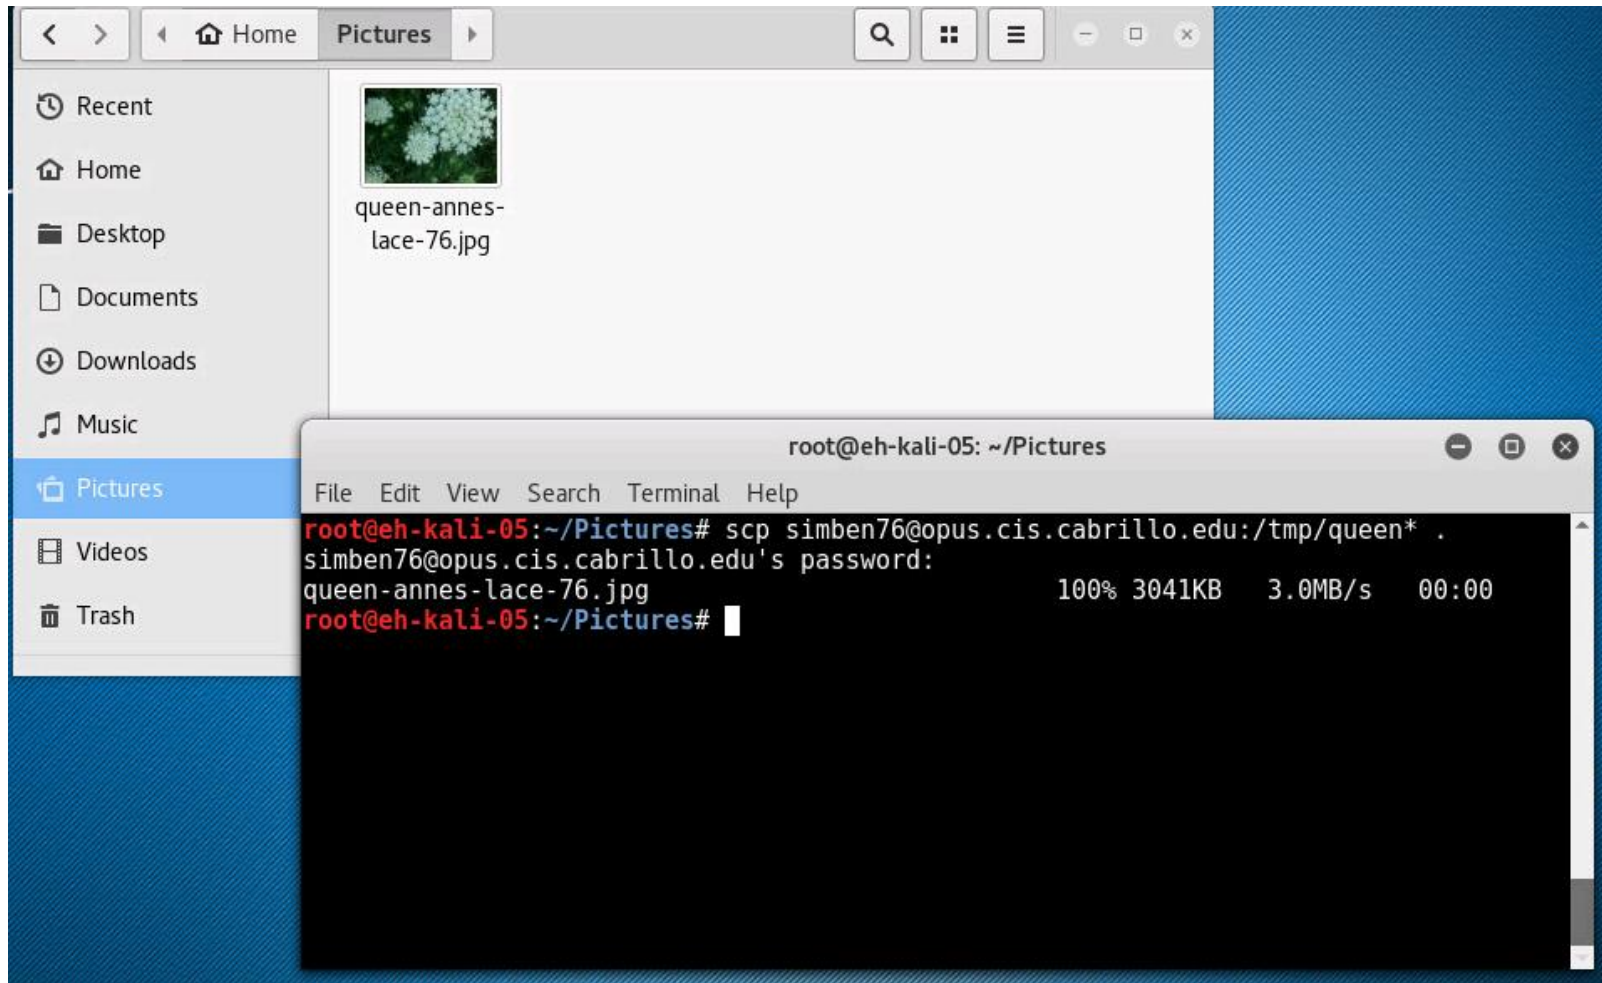 Home Pictures
Recent
Home
Desktop
Documents
Downloads
Music
Pictures
Videos
Trash
queen-annes-
lace-76.jpg
root@eh-kali-05: ~/Pictures
File Edit View Search Terminal Help
root@eh-kali-05:~/Pictures# scp simben76@opus.cis.cabrillo.edu:/tmp/queen* .
simben76@opus.cis.cabrillo.edu's password:
queen-annes-lace-76.jpg 100% 3041KB 3.0MB/s 00:00
root@eh-kali-05:~/Pictures#